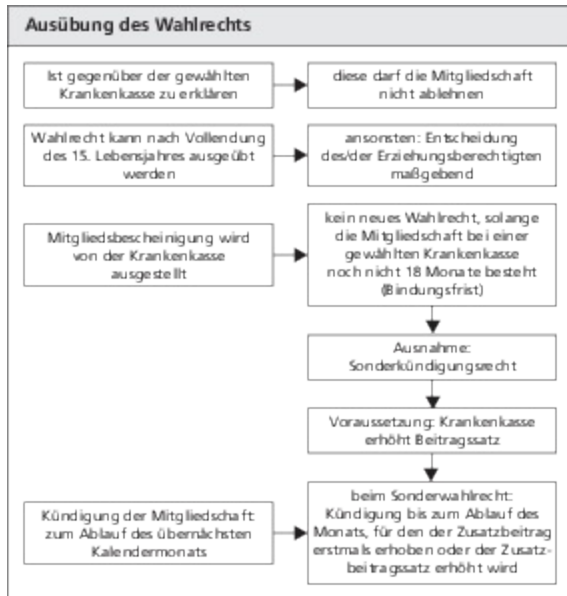 Ausübung des Wahlrechts
Ist gegenüber der gewählten
Krankenkasse zu erklären
diese darf die Mitgliedschaft
nicht ablehnen
Wahlrecht kann nach Vollendung
des 15. Lebensjahres ausgeübt
werden
ansonsten: Entscheidung
des/der Erziehungsberechtigten
maßgebend
Mitgliedsbescheinigung wird
von der Krankenkasse
ausgestellt
kein neues Wahlrecht, solange
die Mitgliedschaft bei einer
gewählten Krankenkasse
noch nicht 18 Monate besteht
(Bindungsfrist)
Ausnahme:
Sonderkündigungsrecht
Voraussetzung: Krankenkasse
erhöht Beitragssatz
Kündigung der Mitgliedschaft
zum Ablauf des übernächsten
Kalendermonats
beim Sonderwahlrecht:
Kündigung bis zum Ablauf des
Monats, für den der Zusatzbeitrag
erstmals erhoben oder der Zusatz-
beitragssatz erhöht wird